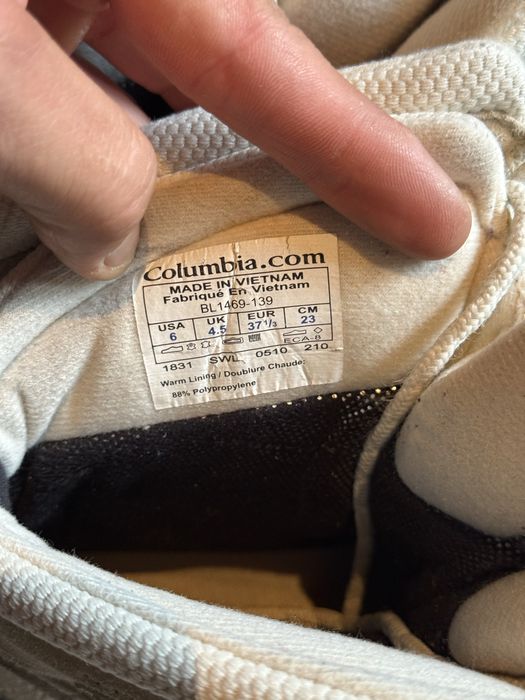 Columbia.com
MADE IN VIETNAM
Fabriqué En Vietnam
BL1469-139
USA UK EUR CM
6 4.5 37 1/3 23
ECA-8
1831 SWL 0510 210
Warm Lining / Doublure Chaude:
88% Polypropylene